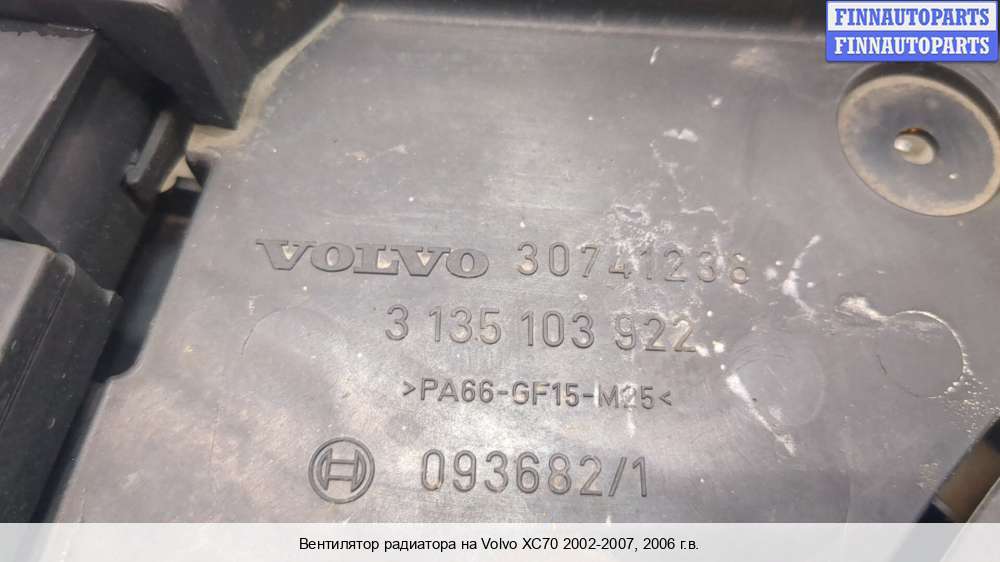 FINNAUTOPARTS
FINNAUTOPARTS
VOLVO 30741236
3 135 103 922
>PA66-GF15-M25<
093682/1
Вентилятор радиатора на Volvo XC70 2002-2007, 2006 г.в.